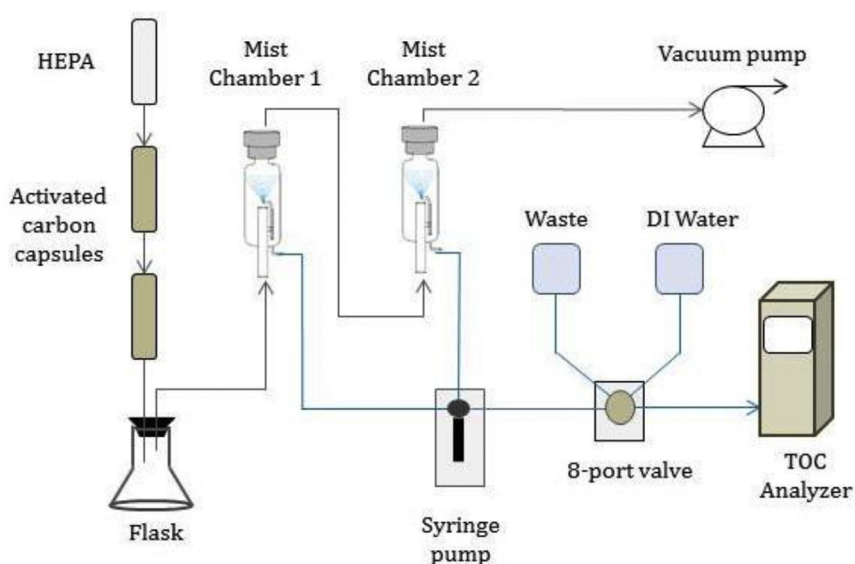 HEPA
Mist
Chamber 1
Mist
Chamber 2
Vacuum pump
Activated
carbon
capsules
Waste
DI Water
8-port valve
TOC
Analyzer
Flask
Syringe
pump